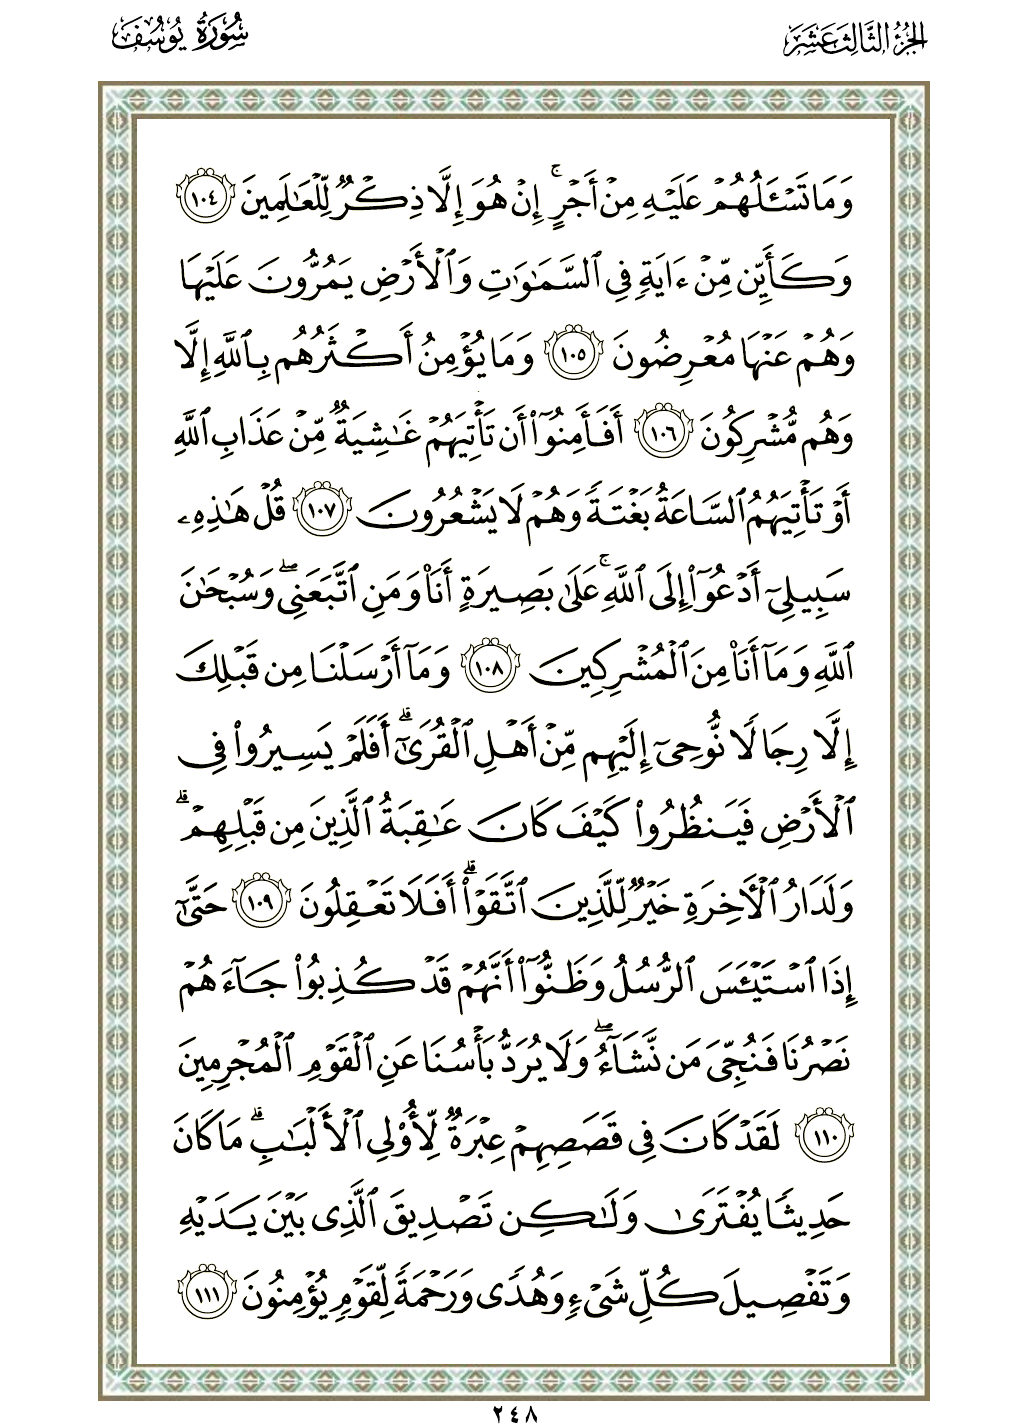 الجزء الثالث عشر
سورة يوسف
وَمَا تَسْـَٔلُهُمْ عَلَيْهِ مِنْ أَجْرٍ ۚ إِنْ هُوَ إِلَّا ذِكْرٌ لِّلْعَـٰلَمِينَ ١٠٤
وَكَأَيِّن مِّنْ ءَايَةٍ فِى ٱلسَّمَـٰوَٰتِ وَٱلْأَرْضِ يَمُرُّونَ عَلَيْهَا
وَهُمْ عَنْهَا مُعْرِضُونَ ١٠٥ وَمَا يُؤْمِنُ أَكْثَرُهُم بِٱللَّهِ إِلَّا
وَهُم مُّشْرِكُونَ ١٠٦ أَفَأَمِنُوٓا۟ أَن تَأْتِيَهُمْ غَـٰشِيَةٌ مِّنْ عَذَابِ ٱللَّهِ
أَوْ تَأْتِيَهُمُ ٱلسَّاعَةُ بَغْتَةً وَهُمْ لَا يَشْعُرُونَ ١٠٧ قُلْ هَـٰذِهِۦ
سَبِيلِىٓ أَدْعُوٓا۟ إِلَى ٱللَّهِ ۚ عَلَىٰ بَصِيرَةٍ أَنَا۠ وَمَنِ ٱتَّبَعَنِى ۖ وَسُبْحَـٰنَ
ٱللَّهِ وَمَآ أَنَا۠ مِنَ ٱلْمُشْرِكِينَ ١٠٨ وَمَآ أَرْسَلْنَا مِن قَبْلِكَ
إِلَّا رِجَالًا نُّوحِىٓ إِلَيْهِم مِّنْ أَهْلِ ٱلْقُرَىٰٓ ۗ أَفَلَمْ يَسِيرُوا۟ فِى
ٱلْأَرْضِ فَيَنظُرُوا۟ كَيْفَ كَانَ عَـٰقِبَةُ ٱلَّذِينَ مِن قَبْلِهِمْ ۗ
وَلَدَارُ ٱلْـَٔاخِرَةِ خَيْرٌ لِّلَّذِينَ ٱتَّقَوْا۟ ۗ أَفَلَا تَعْقِلُونَ ١٠٩ حَتَّىٰٓ
إِذَا ٱسْتَيْـَٔسَ ٱلرُّسُلُ وَظَنُّوٓا۟ أَنَّهُمْ قَدْ كُذِبُوا۟ جَآءَهُمْ
نَصْرُنَا فَنُجِّىَ مَن نَّشَآءُ ۖ وَلَا يُرَدُّ بَأْسُنَا عَنِ ٱلْقَوْمِ ٱلْمُجْرِمِينَ
١١٠ لَقَدْ كَانَ فِى قَصَصِهِمْ عِبْرَةٌ لِّأُو۟لِى ٱلْأَلْبَـٰبِ ۗ مَا كَانَ
حَدِيثًا يُفْتَرَىٰ وَلَـٰكِن تَصْدِيقَ ٱلَّذِى بَيْنَ يَدَيْهِ
وَتَفْصِيلَ كُلِّ شَىْءٍ وَهُدًى وَرَحْمَةً لِّقَوْمٍ يُؤْمِنُونَ ١١١
٢٤٨